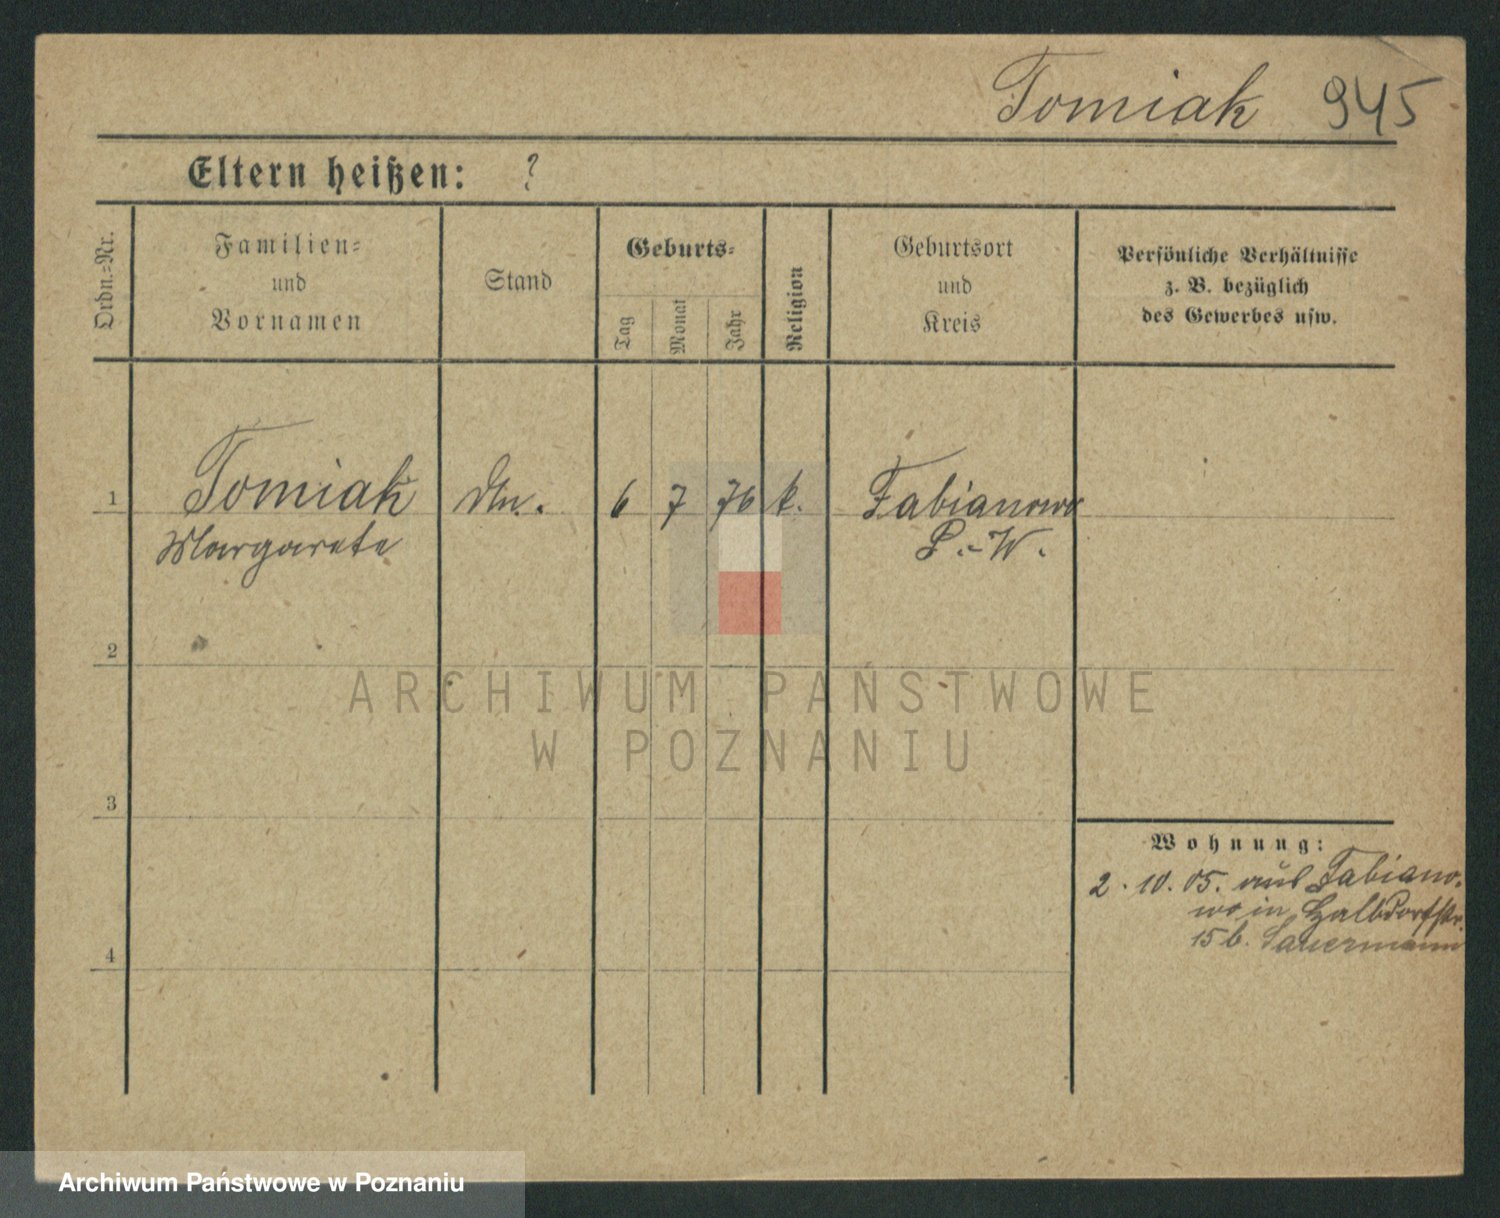 Tomiak 945
Eltern heißen: ?
Ordn.=Nr.
Familien=
und
Vornamen
Stand
Geburts=
Tag
Monat
Jahr
Religion
Geburtsort
und
Kreis
Persönliche Verhältnisse
z. B. bezüglich
des Gewerbes usw.
1 Tomiak 6 7 76 k. Fabianowo
Margarete P.-W.
2
3
4
Wohnung:
2. 10. 05. aus Fabiano-
wo in Halbdorfstr.
15 b. Sauermann
ARCHIWUM PAŃSTWOWE
W POZNANIU
Archiwum Państwowe w Poznaniu